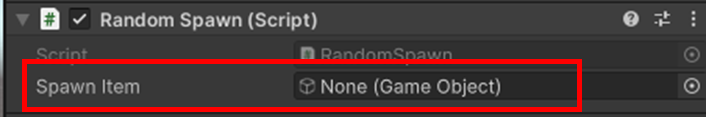 Random Spawn (Script)
Script RandomSpawn
Spawn Item None (Game Object)